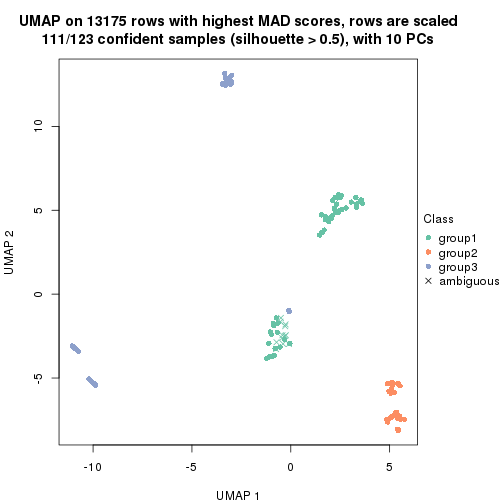 UMAP on 13175 rows with highest MAD scores, rows are scaled
111/123 confident samples (silhouette > 0.5), with 10 PCs
10
5
0
-5
UMAP 2
-10
-5
0
5
UMAP 1
Class
group1
group2
group3
ambiguous